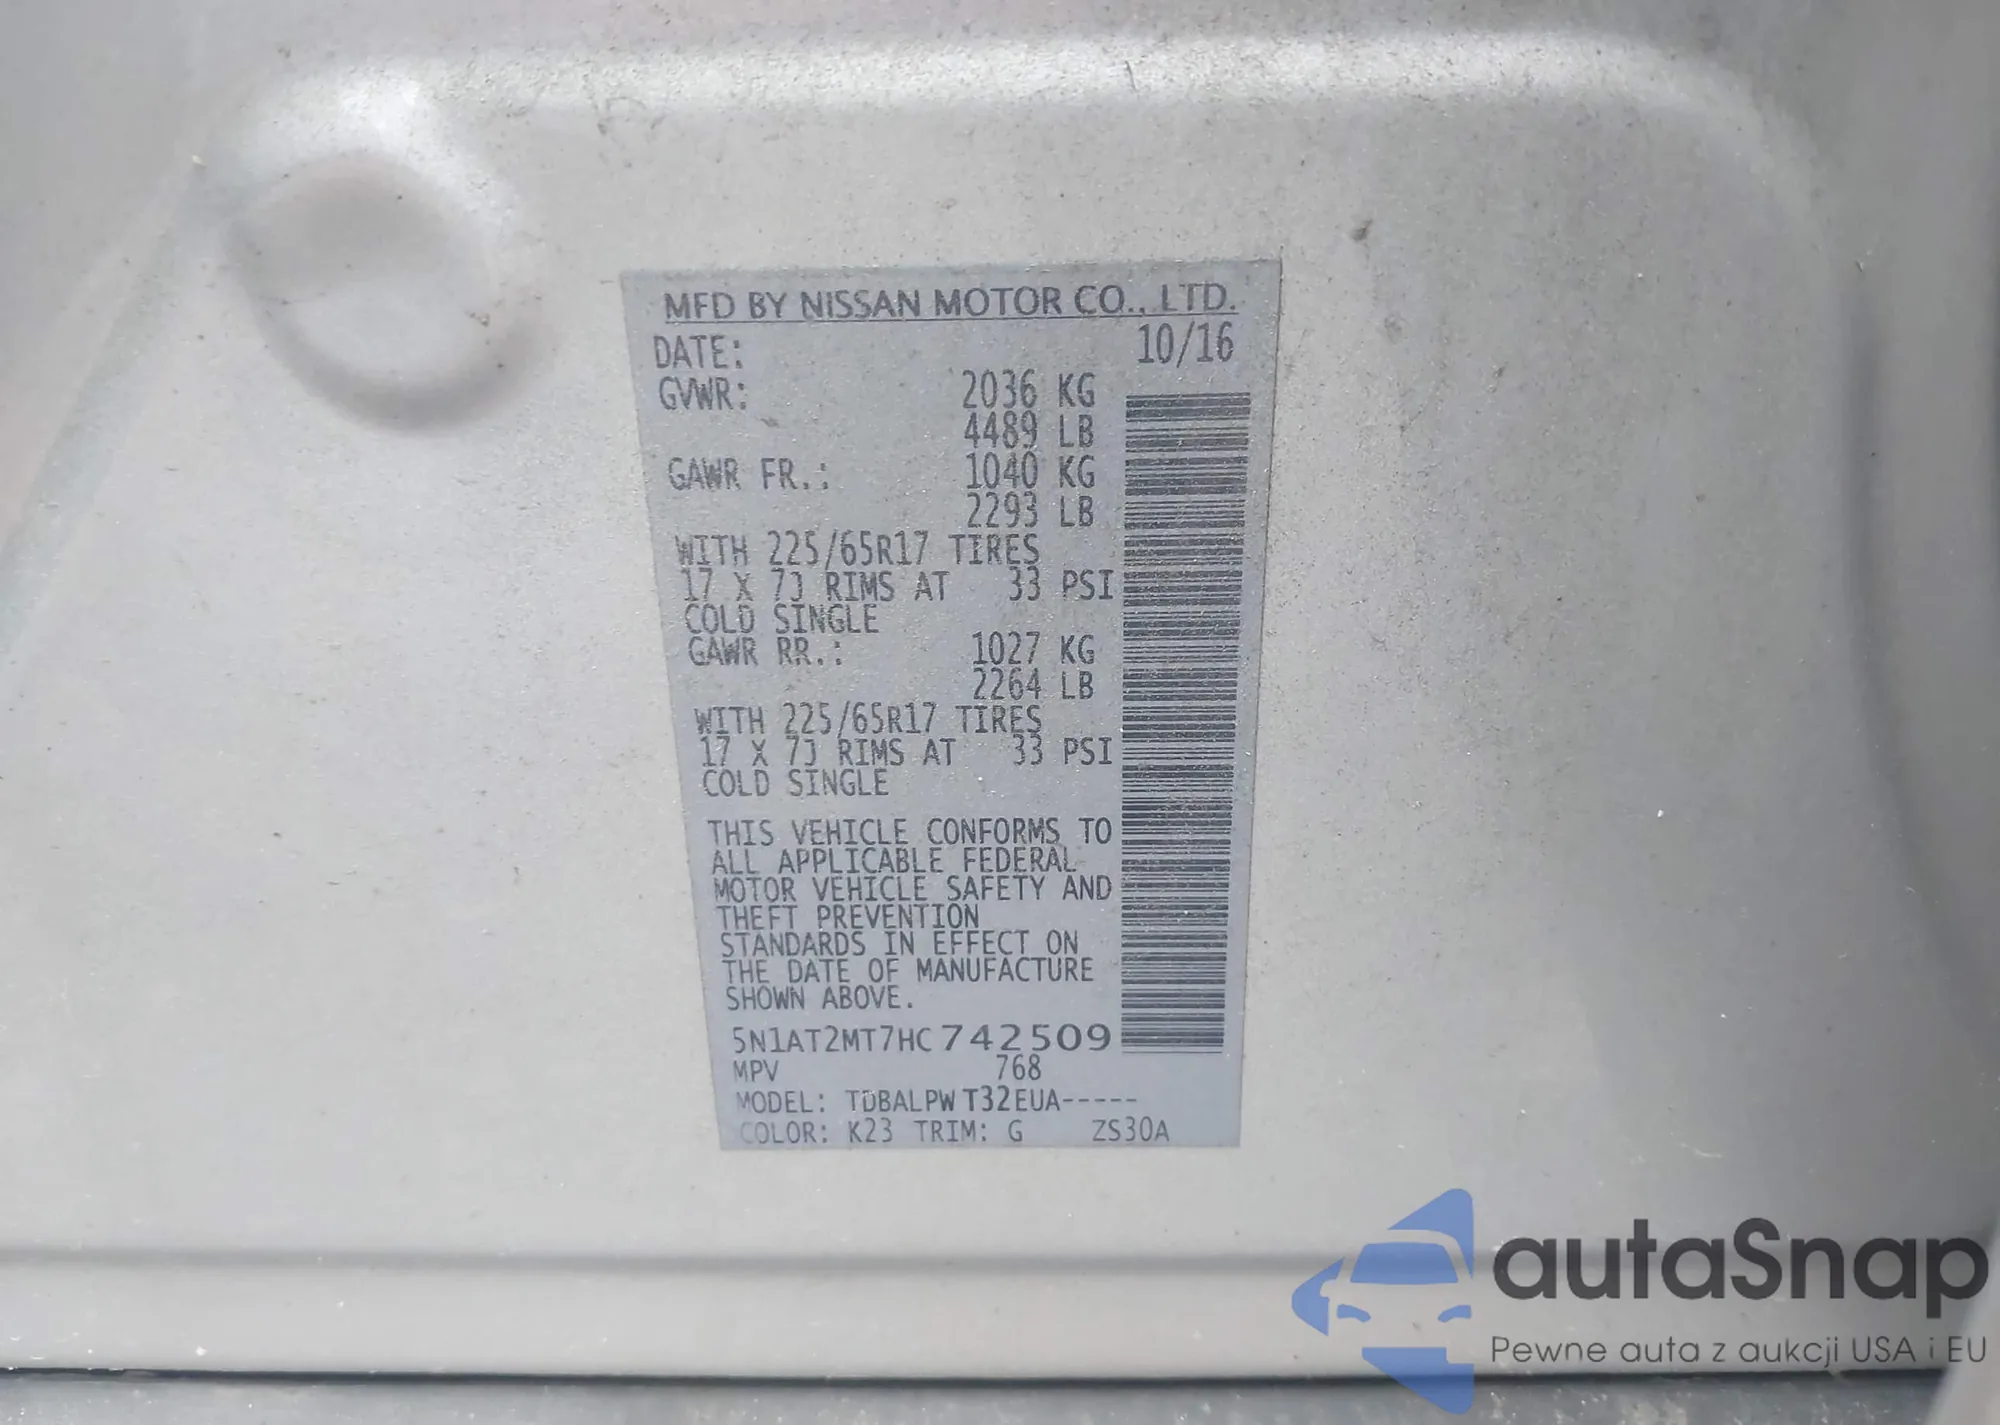 MFD BY NISSAN MOTOR CO., LTD.
DATE: 10/16
GVWR: 2036 KG
4489 LB
GAWR FR.: 1040 KG
2293 LB
WITH 225/65R17 TIRES
17 X 7J RIMS AT 33 PSI
COLD SINGLE
GAWR RR.: 1027 KG
2264 LB
WITH 225/65R17 TIRES
17 X 7J RIMS AT 33 PSI
COLD SINGLE
THIS VEHICLE CONFORMS TO
ALL APPLICABLE FEDERAL
MOTOR VEHICLE SAFETY AND
THEFT PREVENTION
STANDARDS IN EFFECT ON
THE DATE OF MANUFACTURE
SHOWN ABOVE.
5N1AT2MT7HC742509
MPV 768
MODEL: TDBALPW T32EUA-----
COLOR: K23 TRIM: G ZS30A
autaSnap
Pewne auta z aukcji USA i EU